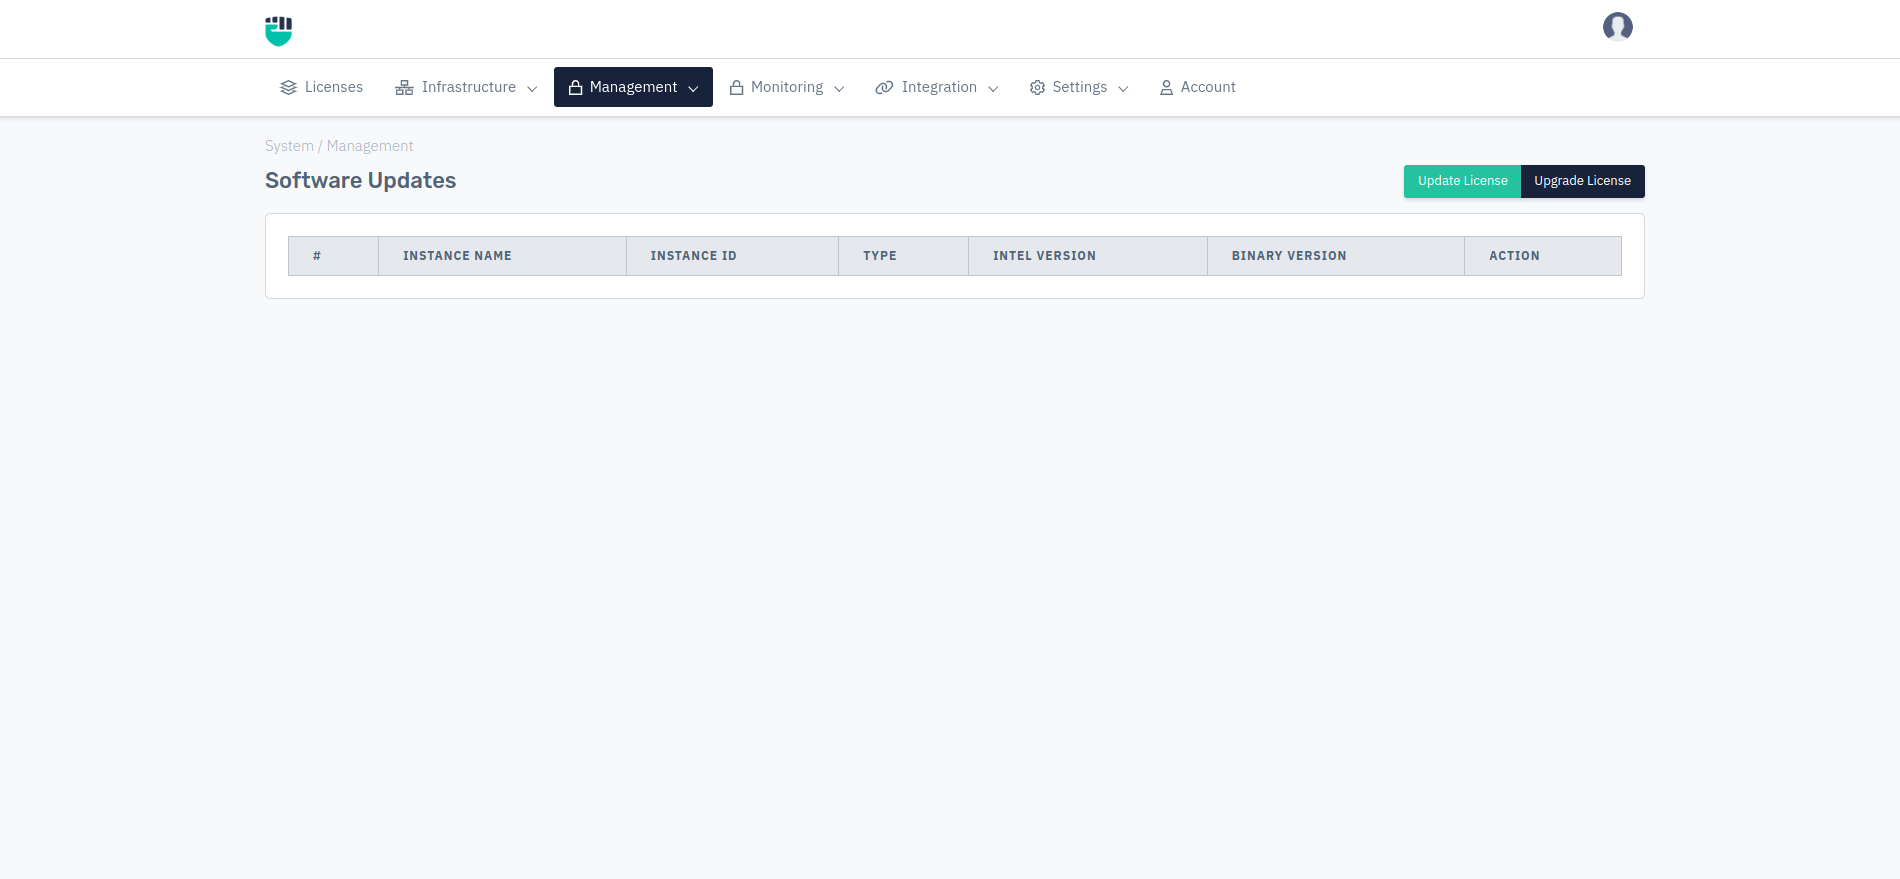 Licenses Infrastructure Management Monitoring Integration Settings Account
System / Management
Software Updates
Update License Upgrade License
# INSTANCE NAME INSTANCE ID TYPE INTEL VERSION BINARY VERSION ACTION